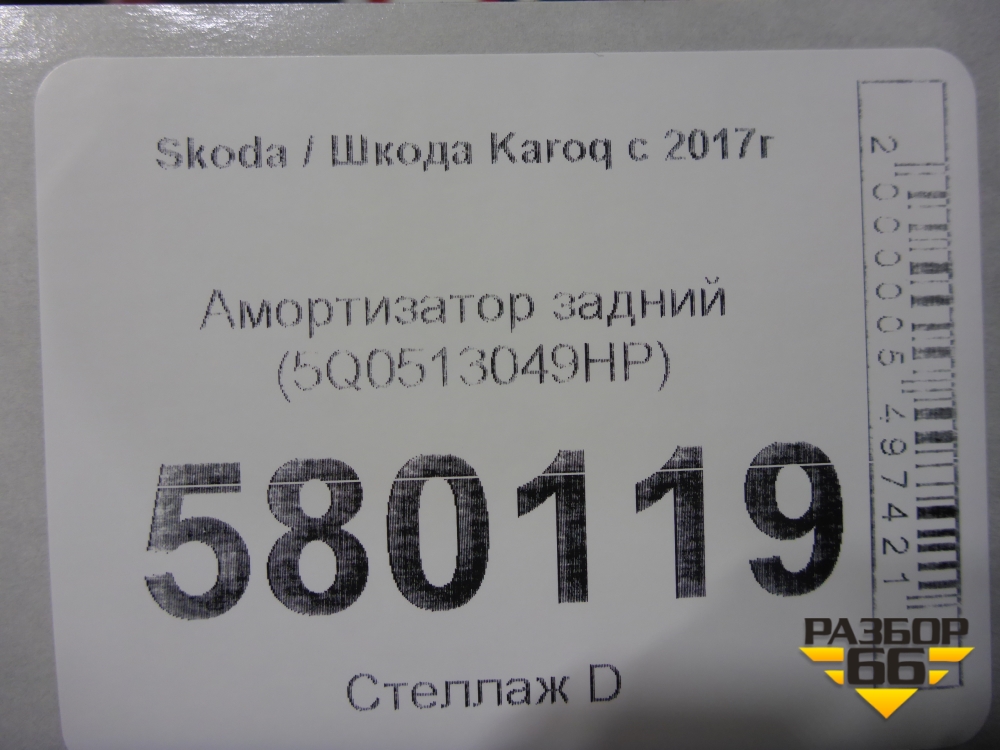 Skoda / Шкода Karoq с 2017г
Амортизатор задний
(5Q0513049HP)
580119
Стеллаж D
2000005497421
РАЗБОР
66